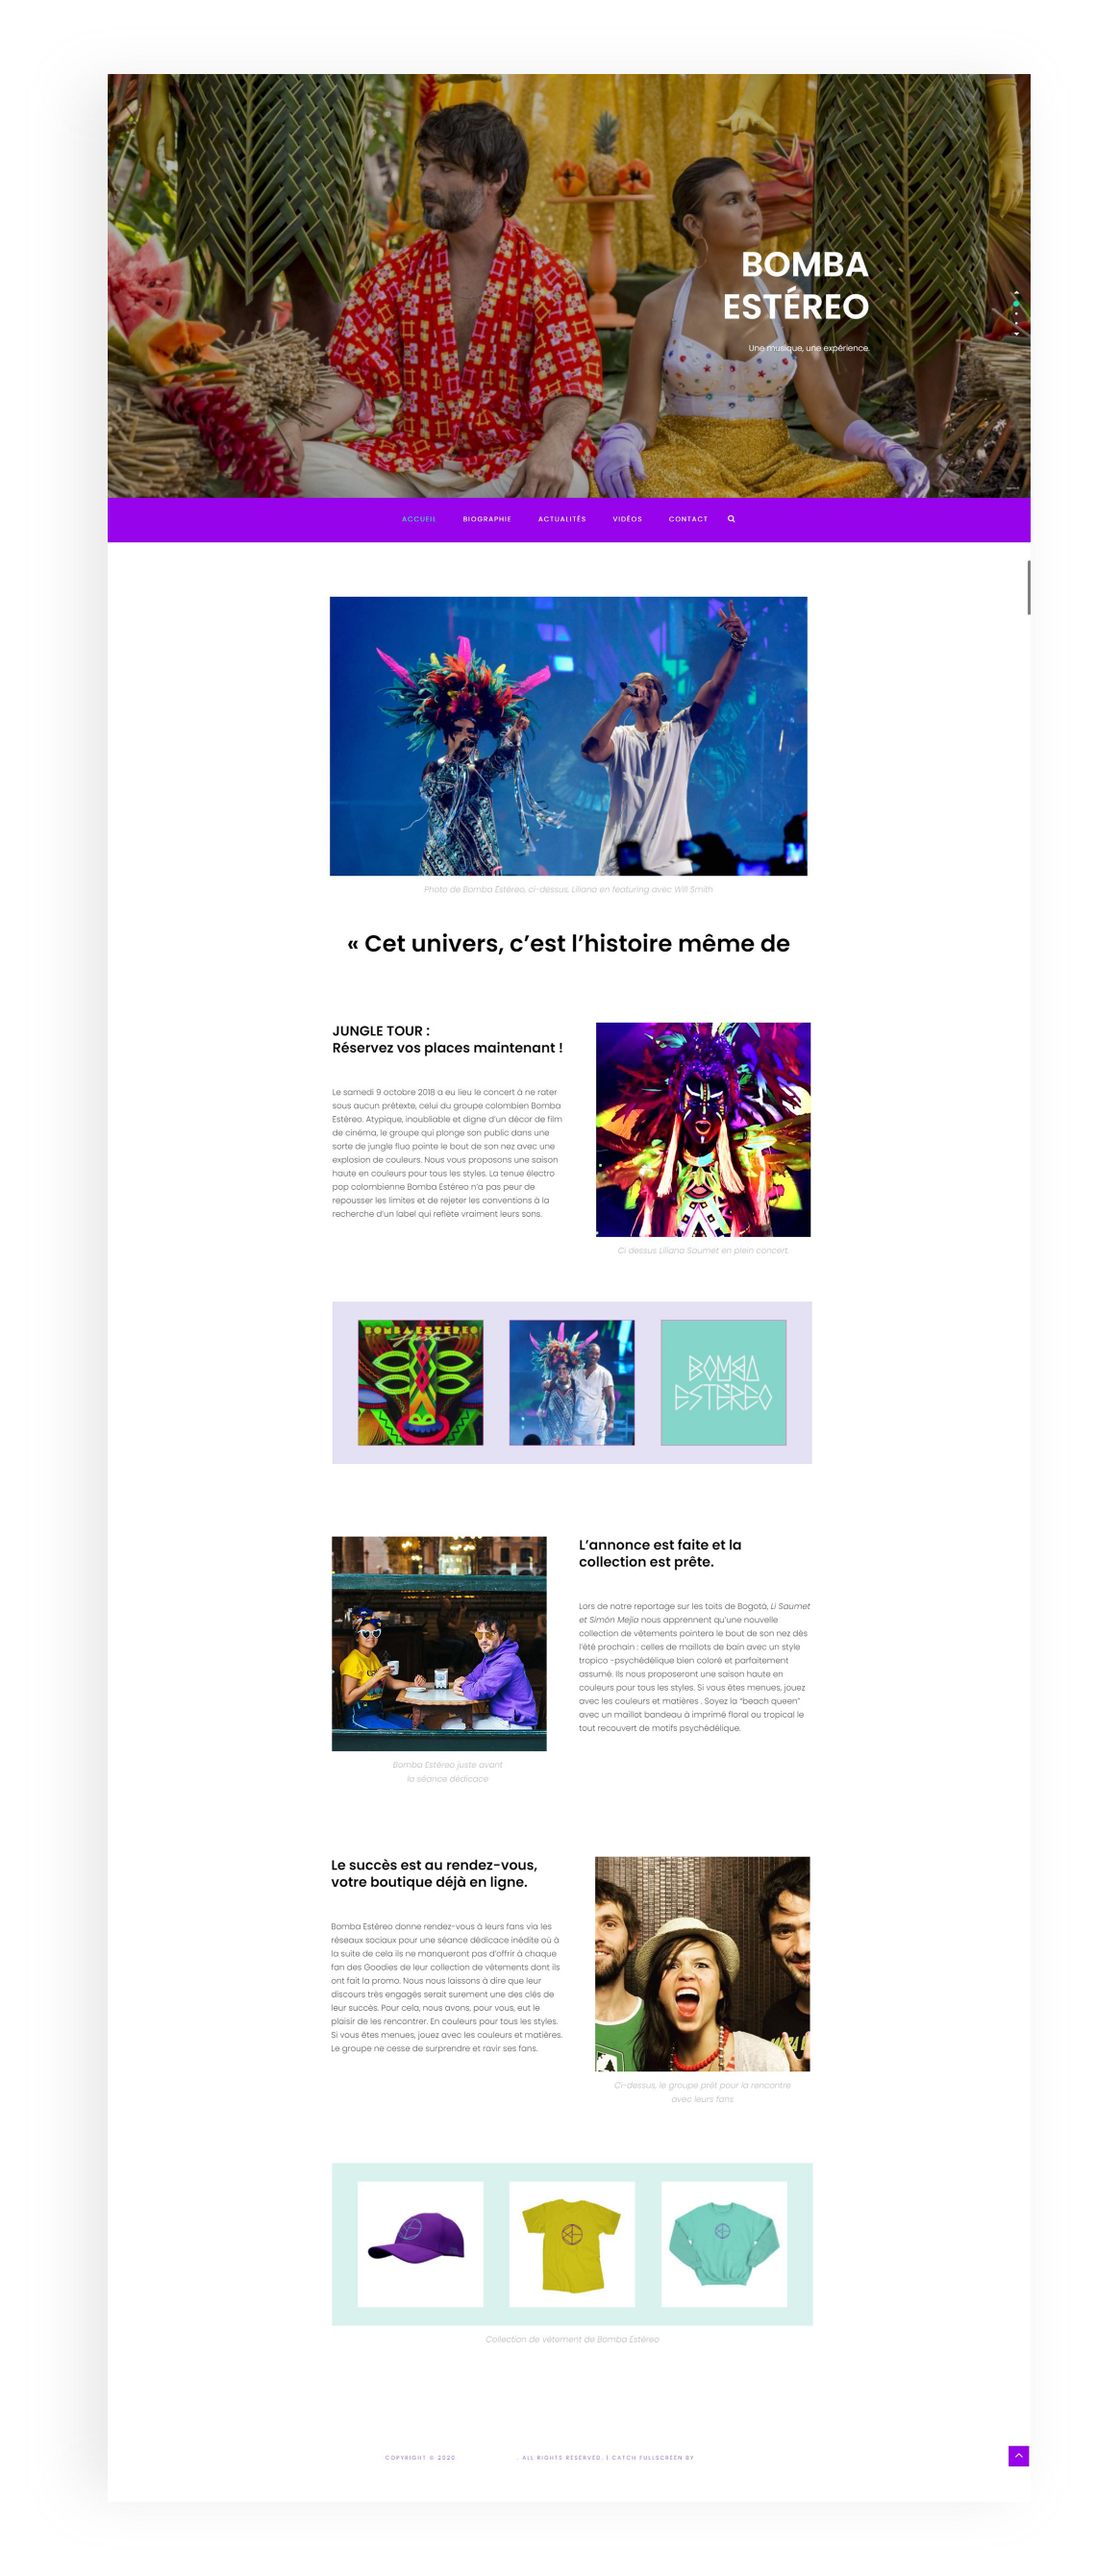 BOMBA
ESTÉREO
Une musique, une expérience.
ACCUEIL BIOGRAPHIE ACTUALITÉS VIDÉOS CONTACT
Photo de Bomba Estéreo, ci-dessus, Liliana en featuring avec Will Smith
« Cet univers, c’est l’histoire même de
JUNGLE TOUR :
Réservez vos places maintenant !
Le samedi 9 octobre 2018 a eu lieu le concert à ne rater
sous aucun prétexte, celui du groupe colombien Bomba
Estéreo. Atypique, inoubliable et digne d’un décor de film
de cinéma, le groupe qui plonge son public dans une
sorte de jungle fluo pointe le bout de son nez avec une
explosion de couleurs. Nous vous proposons une saison
haute en couleurs pour tous les styles. La tenue électro
pop colombienne Bomba Estéreo n’a pas peur de
repousser les limites et de rejeter les conventions à la
recherche d’un label qui reflète vraiment leurs sons.
Ci dessus Liliana Saumet en plein concert.
BOMBA ESTÉREO
BOMBA
ESTÉREO
L’annonce est faite et la
collection est prête.
Lors de notre reportage sur les toits de Bogotá, Li Saumet
et Simón Mejía nous apprennent qu’une nouvelle
collection de vêtements pointera le bout de son nez dès
l’été prochain : celles de maillots de bain avec un style
tropico -psychédélique bien coloré et parfaitement
assumé. Ils nous proposeront une saison haute en
couleurs pour tous les styles. Si vous êtes menues, jouez
avec les couleurs et matières . Soyez la “beach queen”
avec un maillot bandeau à imprimé floral ou tropical le
tout recouvert de motifs psychédélique.
Bomba Estéreo juste avant
la séance dédicace
Le succès est au rendez-vous,
votre boutique déjà en ligne.
Bomba Estéreo donne rendez-vous à leurs fans via les
réseaux sociaux pour une séance dédicace inédite où à
la suite de cela ils ne manqueront pas d’offrir à chaque
fan des Goodies de leur collection de vêtements dont ils
ont fait la promo. Nous nous laissons à dire que leur
discours très engagés serait surement une des clés de
leur succès. Pour cela, nous avons, pour vous, eut le
plaisir de les rencontrer. En couleurs pour tous les styles.
Si vous êtes menues, jouez avec les couleurs et matières.
Le groupe ne cesse de surprendre et ravir ses fans.
Ci-dessus, le groupe prêt pour la rencontre
avec leurs fans
Collection de vêtement de Bomba Estéreo
COPYRIGHT © 2020 . ALL RIGHTS RESERVED. | CATCH FULLSCREEN BY